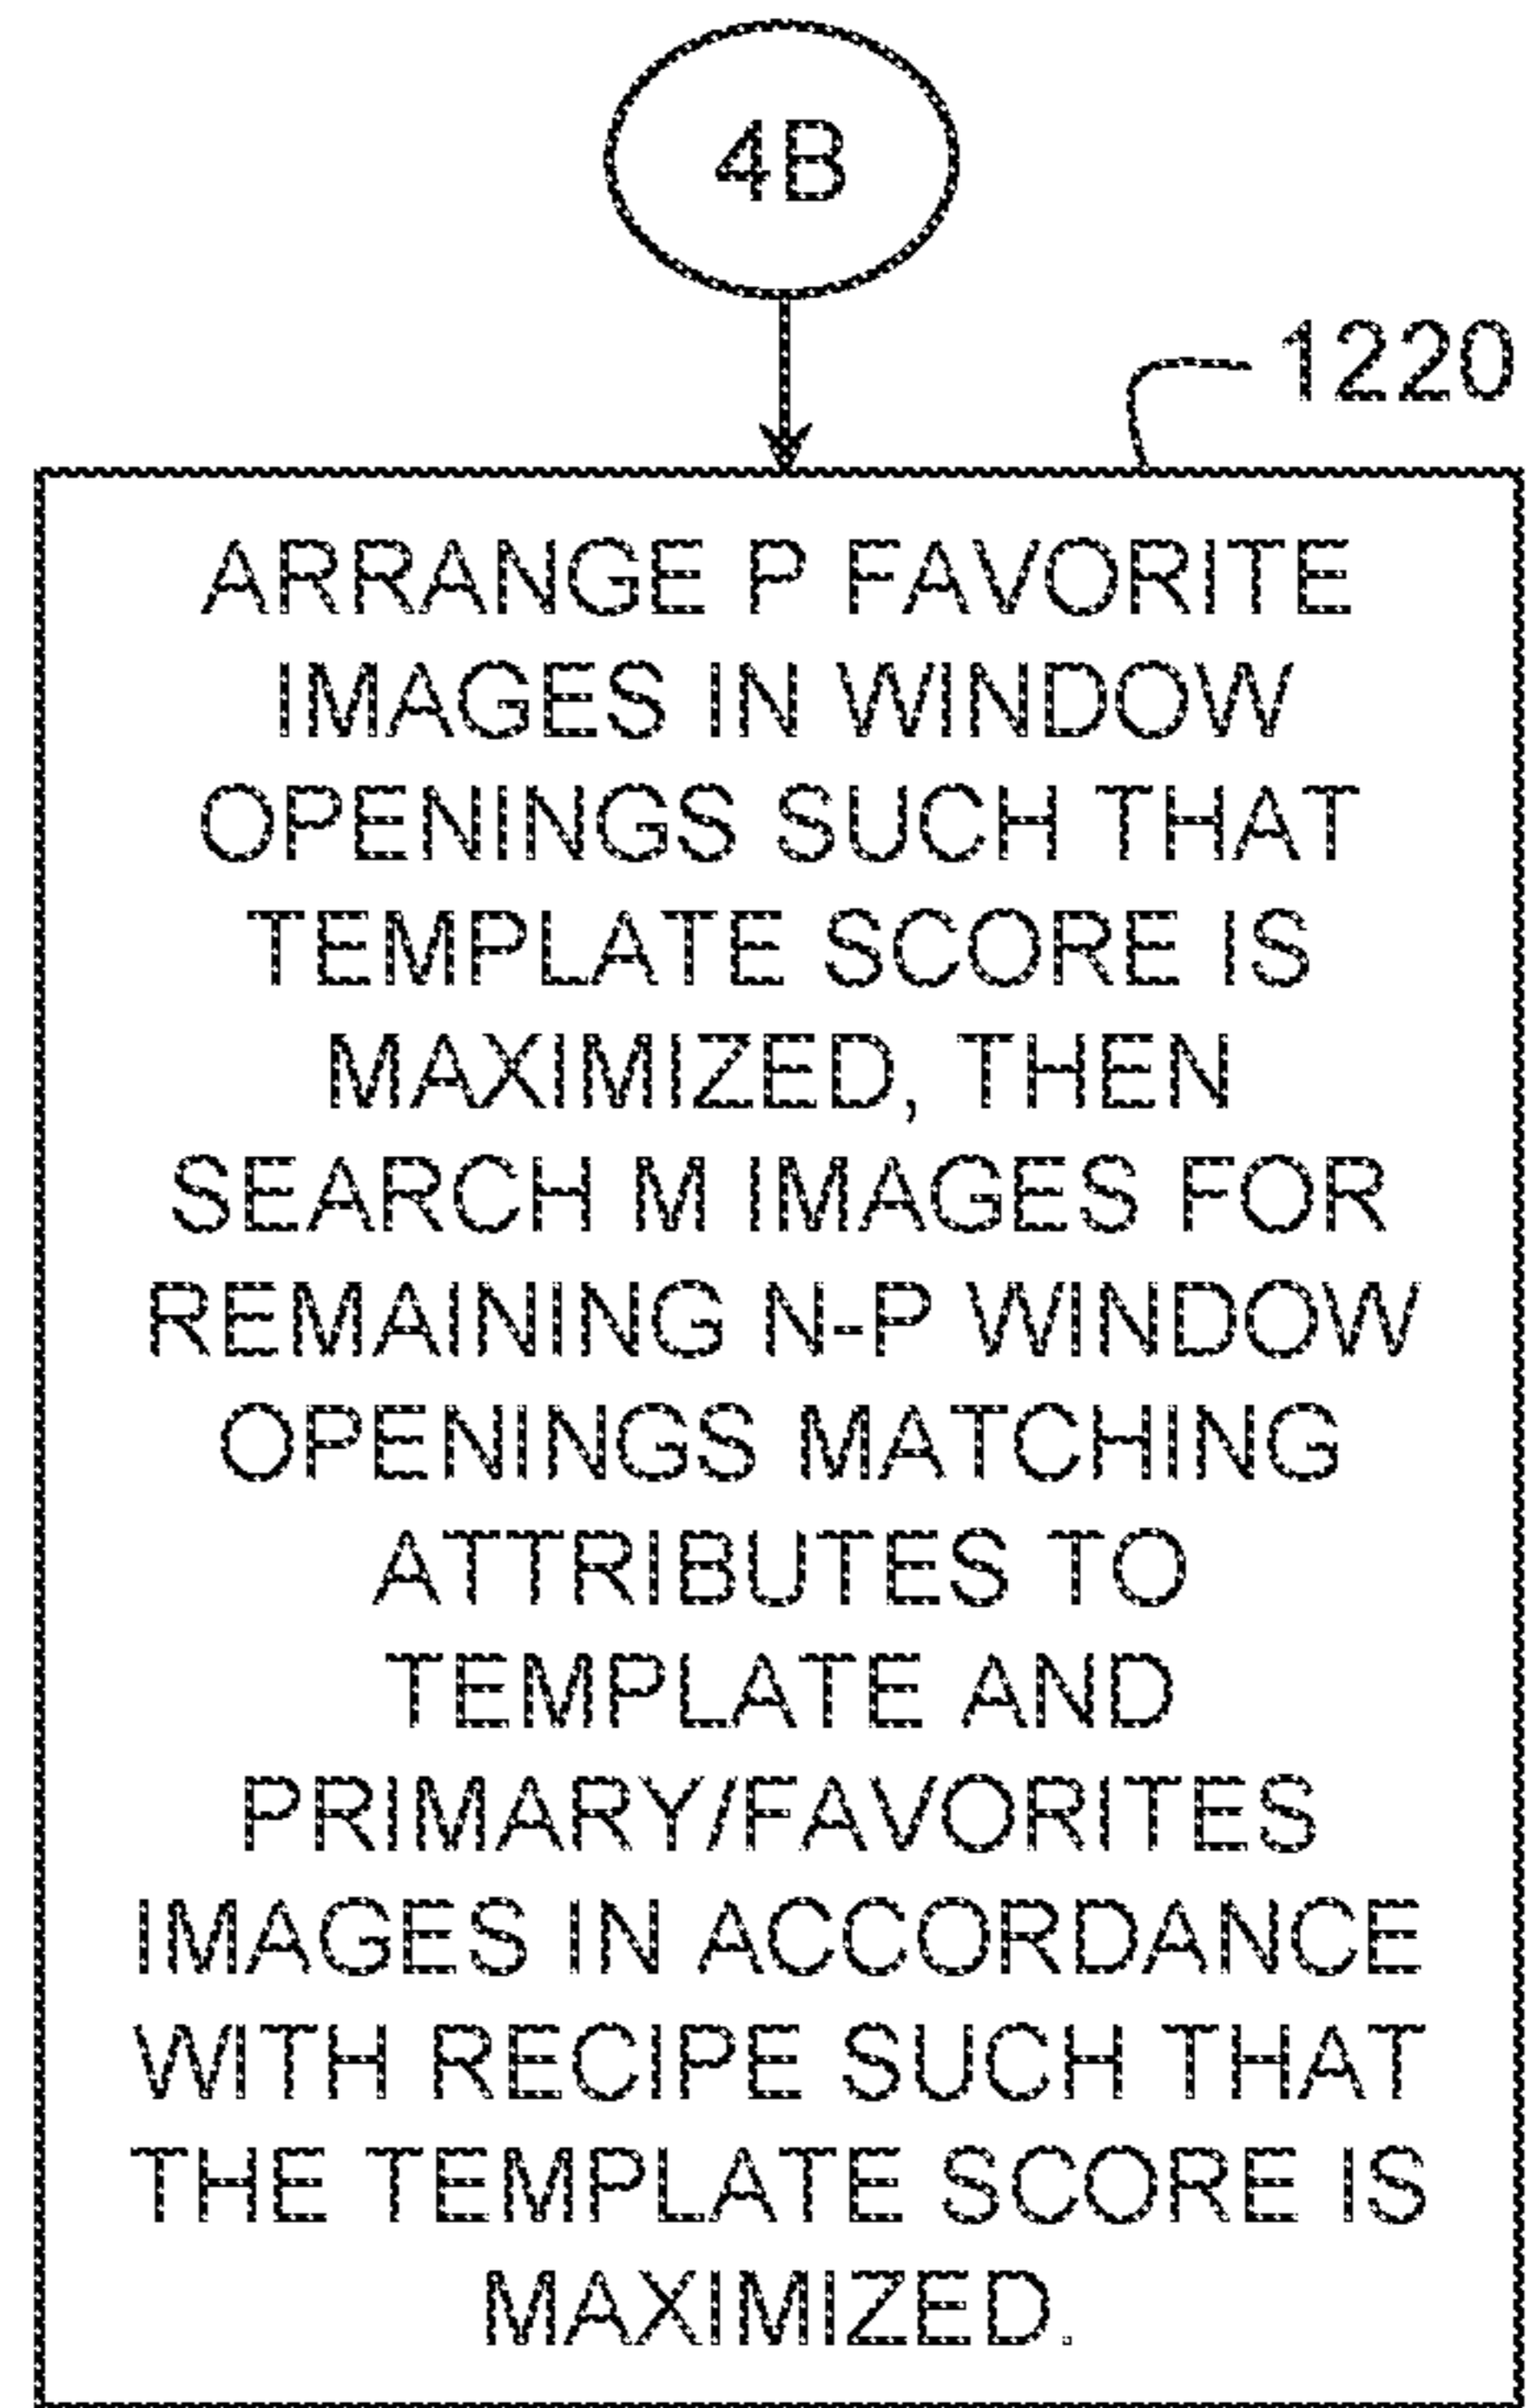 4B
1220
ARRANGE P FAVORITE
IMAGES IN WINDOW
OPENINGS SUCH THAT
TEMPLATE SCORE IS
MAXIMIZED, THEN
SEARCH M IMAGES FOR
REMAINING N-P WINDOW
OPENINGS MATCHING
ATTRIBUTES TO
TEMPLATE AND
PRIMARY/FAVORITES
IMAGES IN ACCORDANCE
WITH RECIPE SUCH THAT
THE TEMPLATE SCORE IS
MAXIMIZED.